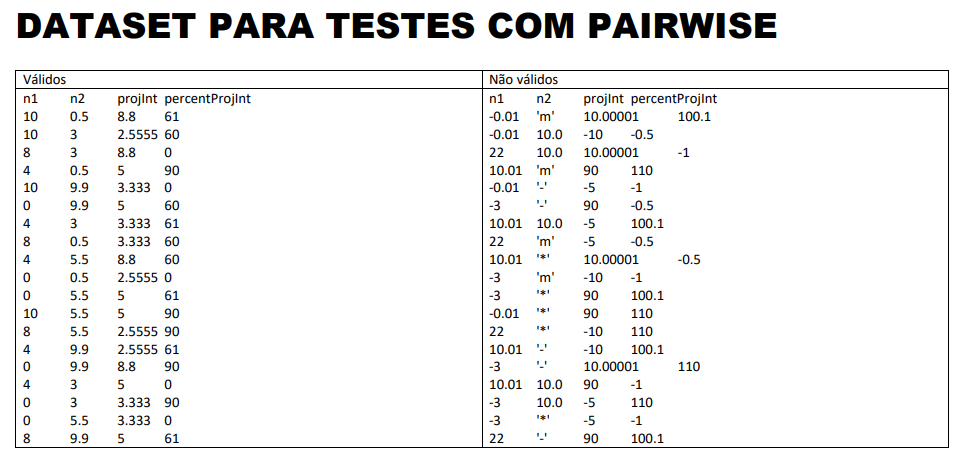 DATASET PARA TESTES COM PAIRWISE
Válidos
n1 n2 projInt percentProjInt
10 0.5 8.8 61
10 3 2.5555 60
8 3 8.8 0
4 0.5 5 90
10 9.9 3.333 0
0 9.9 5 60
4 3 3.333 61
8 0.5 3.333 60
4 5.5 8.8 60
0 0.5 2.5555 0
0 5.5 5 61
10 5.5 5 90
8 5.5 2.5555 90
4 9.9 2.5555 61
0 9.9 8.8 90
4 3 5 0
0 3 3.333 90
0 5.5 3.333 0
8 9.9 5 61
Não válidos
n1 n2 projInt percentProjInt
-0.01 'm' 10.00001 100.1
-0.01 10.0 -10 -0.5
22 10.0 10.00001 -1
10.01 'm' 90 110
-0.01 '-' -5 -1
-3 '-' 90 -0.5
10.01 10.0 -5 100.1
22 'm' -5 -0.5
10.01 '*' 10.00001 -0.5
-3 'm' -10 -1
-3 '*' 90 100.1
-0.01 '*' 90 110
22 '*' -10 110
10.01 '-' -10 100.1
-3 '-' 10.00001 110
10.01 10.0 90 -1
-3 10.0 -5 110
-3 '*' -5 -1
22 '-' 90 100.1